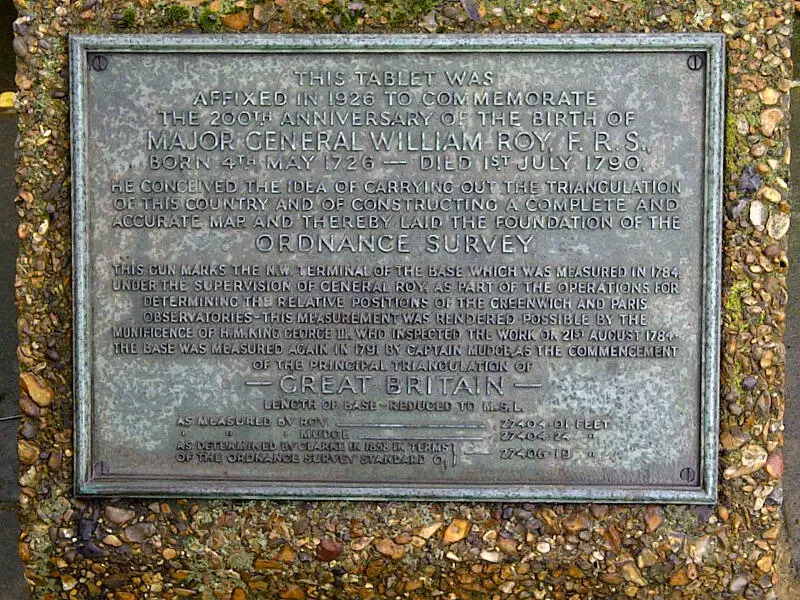 THIS TABLET WAS
AFFIXED IN 1926 TO COMMEMORATE
THE 200TH ANNIVERSARY OF THE BIRTH OF
MAJOR GENERAL WILLIAM ROY, F.R.S.,
BORN 4TH MAY 1726 — DIED 1ST JULY 1790.
HE CONCEIVED THE IDEA OF CARRYING OUT THE TRIANGULATION
OF THIS COUNTRY AND OF CONSTRUCTING A COMPLETE AND
ACCURATE MAP, AND THEREBY LAID THE FOUNDATION OF THE
ORDNANCE SURVEY
THIS GUN MARKS THE N.W. TERMINAL OF THE BASE WHICH WAS MEASURED IN 1784,
UNDER THE SUPERVISION OF GENERAL ROY, AS PART OF THE OPERATIONS FOR
DETERMINING THE RELATIVE POSITIONS OF THE GREENWICH AND PARIS
OBSERVATORIES – THIS MEASUREMENT WAS RENDERED POSSIBLE BY THE
MUNIFICENCE OF H.M. KING GEORGE III, WHO INSPECTED THE WORK ON 21ST AUGUST 1784.
THE BASE WAS MEASURED AGAIN IN 1791 BY CAPTAIN MUDGE, AS THE COMMENCEMENT
OF THE PRINCIPAL TRIANGULATION OF
— GREAT BRITAIN —
LENGTH OF BASE – REDUCED TO M.S.L.
AS MEASURED BY ROY 27404·01 FEET
" " MUDGE 27404·24 "
AS DETERMINED BY CLARKE IN 1858 IN TERMS
OF THE ORDNANCE SURVEY STANDARD O1 27406·19 "